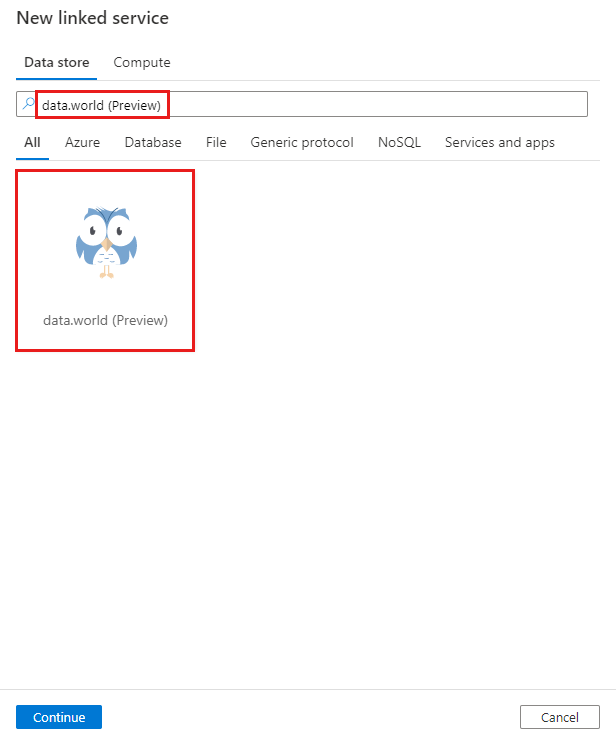 New linked service
Data store Compute
data.world (Preview)
All Azure Database File Generic protocol NoSQL Services and apps
data.world (Preview)
Continue Cancel